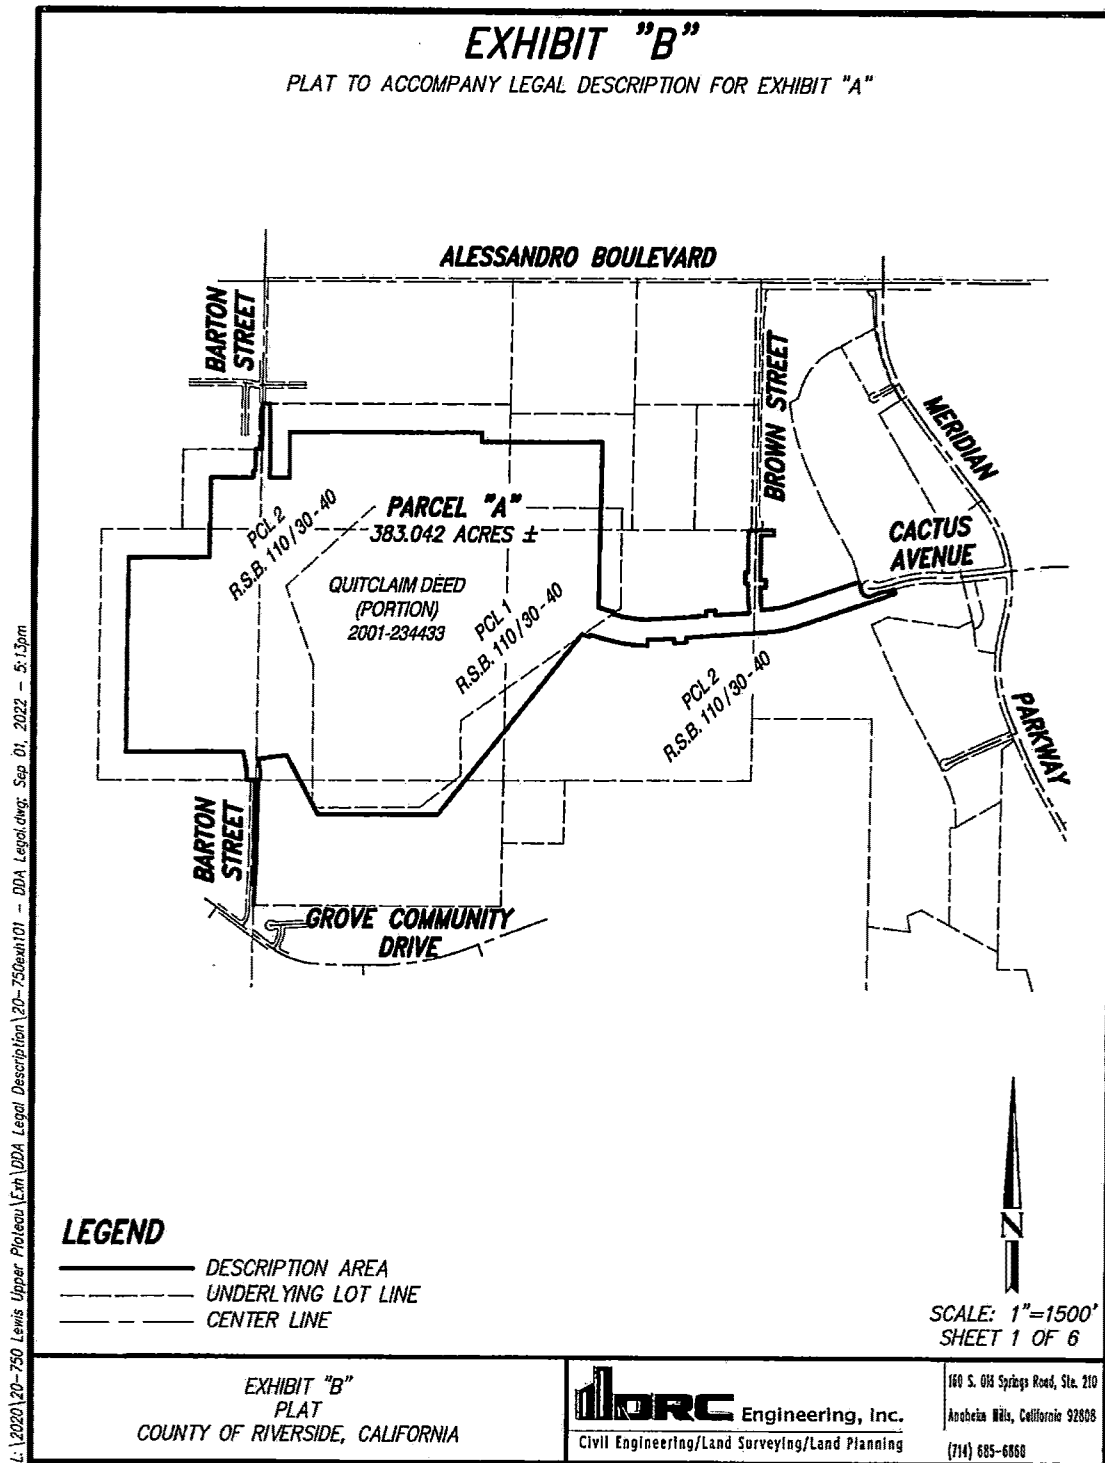 EXHIBIT "B"
PLAT TO ACCOMPANY LEGAL DESCRIPTION FOR EXHIBIT "A"
ALESSANDRO BOULEVARD
BARTON
STREET
BROWN STREET
MERIDIAN
PARKWAY
CACTUS
AVENUE
PARCEL "A"
383.042 ACRES ±
PCL 2
R.S.B. 110/30-40
QUITCLAIM DEED
(PORTION)
2001-234433
PCL 1
R.S.B. 110/30-40
PCL 2
R.S.B. 110/30-40
BARTON
STREET
GROVE COMMUNITY
DRIVE
L:\2020\20-750 Lewis Upper Plateau\Exh\DDA Legal Description\20-750exh101 - DDA Legal.dwg; Sep 01, 2022 - 5:13pm
LEGEND
DESCRIPTION AREA
UNDERLYING LOT LINE
CENTER LINE
N
SCALE: 1"=1500'
SHEET 1 OF 6
EXHIBIT "B"
PLAT
COUNTY OF RIVERSIDE, CALIFORNIA
DRC Engineering, Inc.
Civil Engineering/Land Surveying/Land Planning
160 S. Old Springs Road, Ste. 210
Anaheim Hills, California 92808
(714) 685-6860